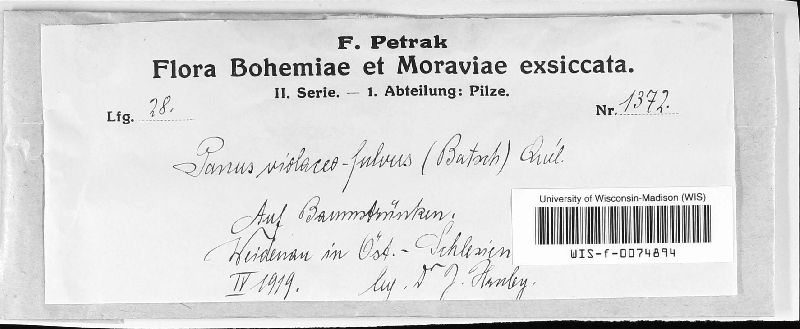 F. Petrak
Flora Bohemiae et Moraviae exsiccata.
II. Serie. — 1. Abteilung: Pilze.
Lfg. 28.
Nr. 1372.
Panus violaceo-fulvus (Batsch) Quél.
Auf Baumstrünken;
Weidenau in Öst.-Schlesien
IV 1919. leg. Dr J. Hruby.
University of Wisconsin-Madison (WIS)
WIS-f-0074894